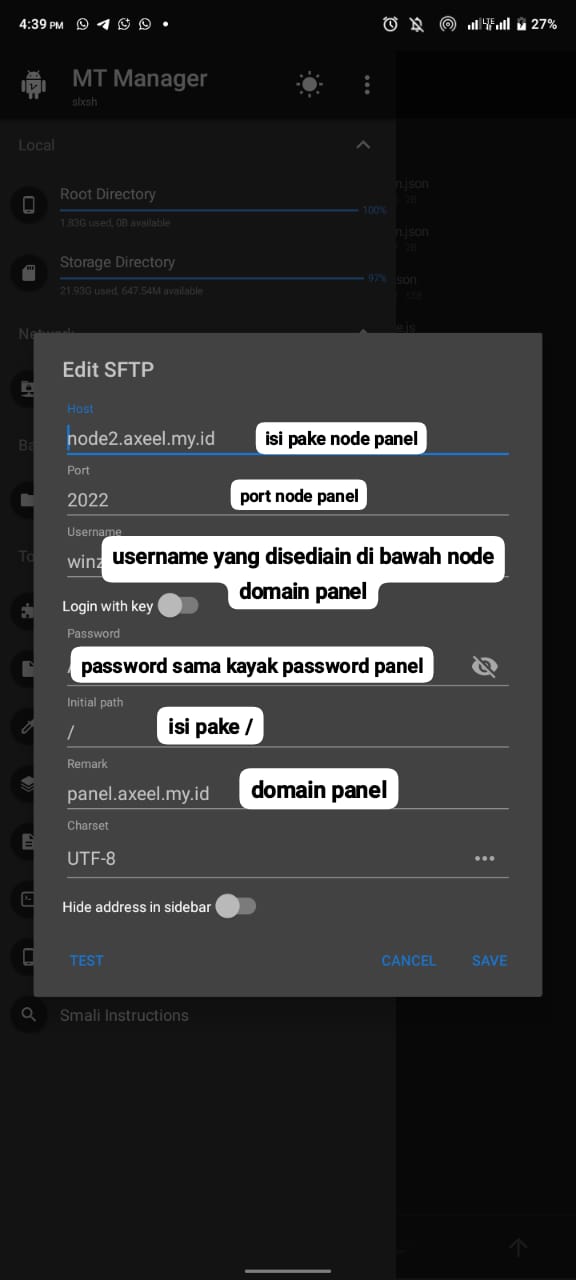 4:39 PM
LTE
27%
MT Manager
slxsh
Local
Root Directory
100%
1.83G used, 0B available
n.json
Storage Directory
97%
21.93G used, 647.54M available
n.json
son
e.js
Network
Edit SFTP
Host
node2.axeel.my.id
isi pake node panel
Port
2022
port node panel
Username
winz
username yang disediain di bawah node
domain panel
Login with key
Password
password sama kayak password panel
Initial path
/
isi pake /
Remark
panel.axeel.my.id
domain panel
Charset
UTF-8
Hide address in sidebar
TEST
CANCEL
SAVE
Smali Instructions